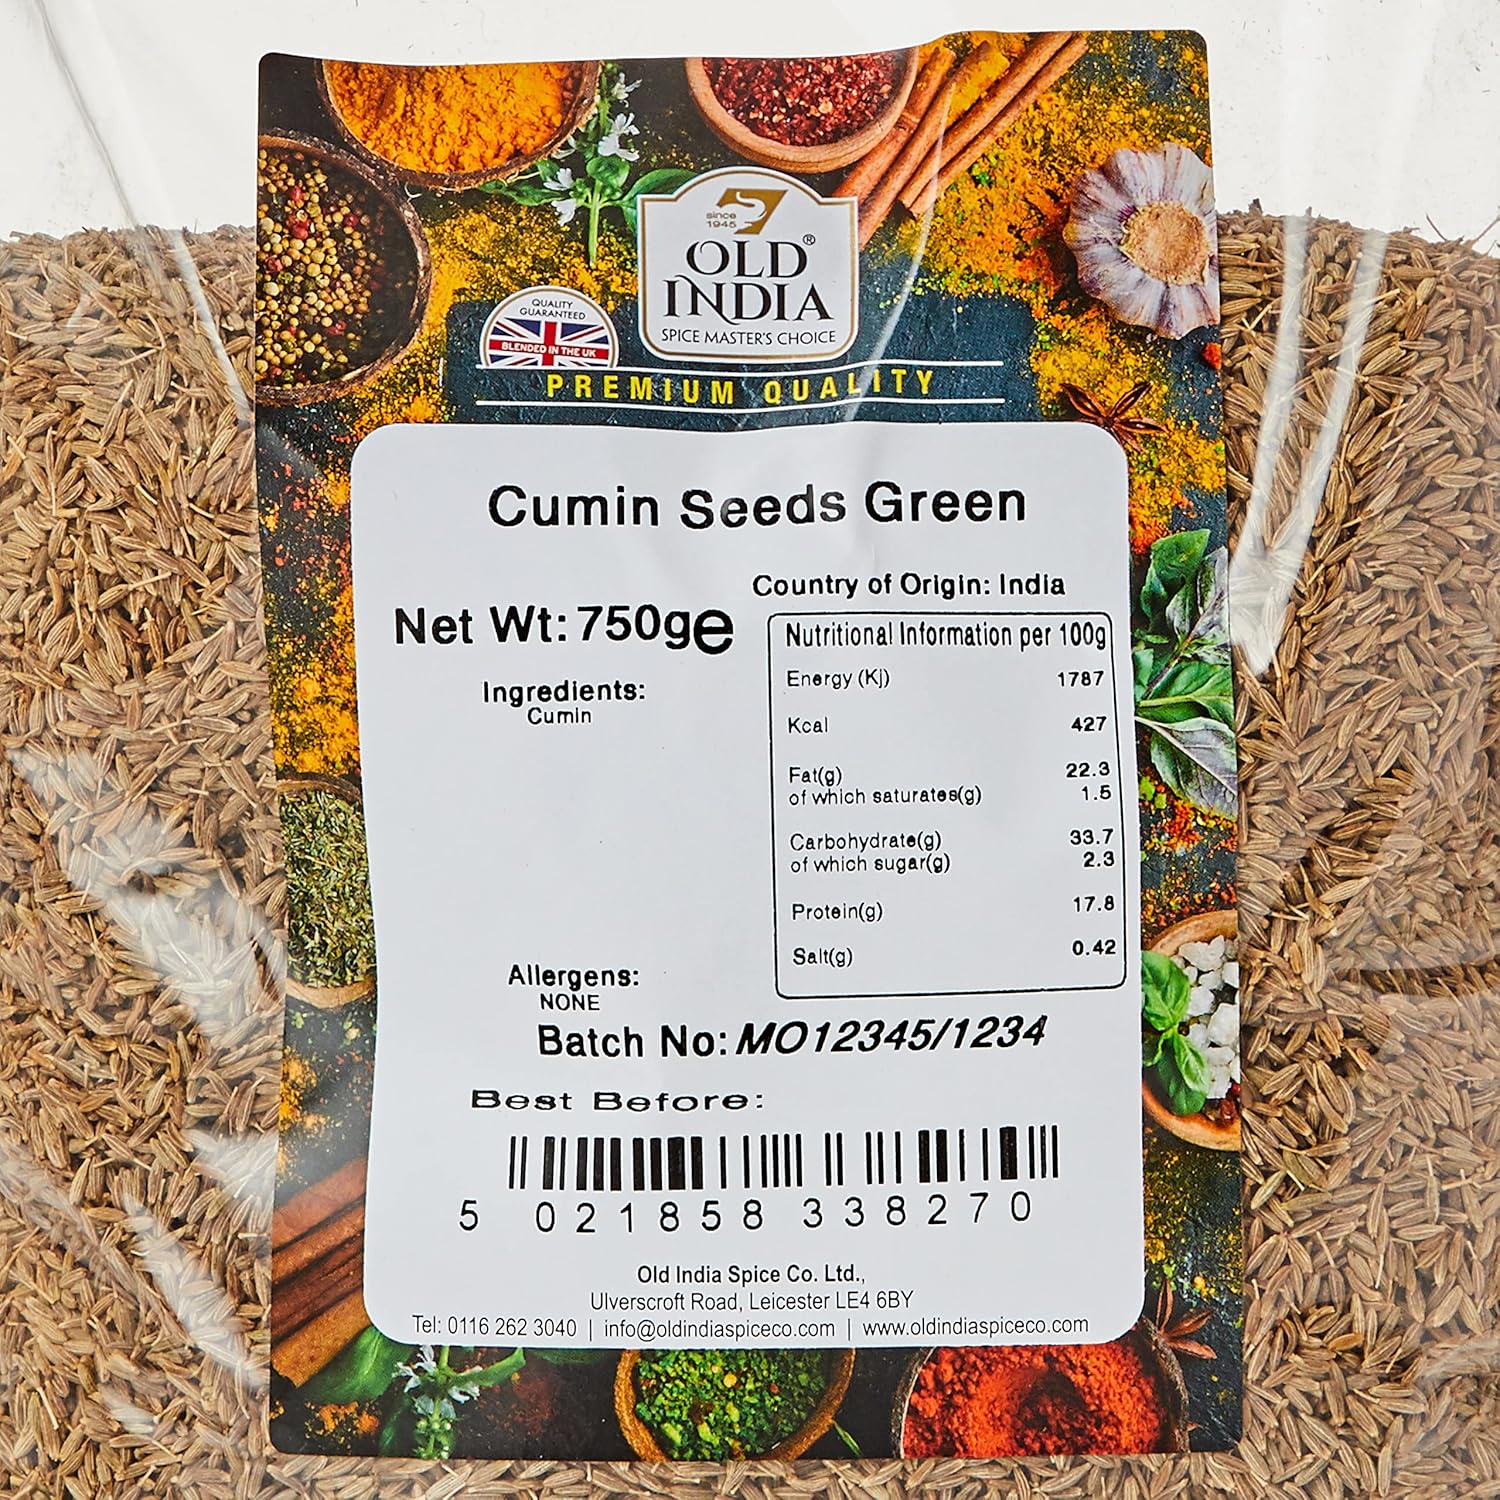 since
1945
OLD®
INDIA
SPICE MASTER'S CHOICE
QUALITY
GUARANTEED
BLENDED IN THE UK
PREMIUM QUALITY
Cumin Seeds Green
Country of Origin: India
Net Wt: 750g℮
Ingredients:
Cumin
Nutritional Information per 100g
Energy (Kj) 1787
Kcal 427
Fat(g) 22.3
of which saturates(g) 1.5
Carbohydrate(g) 33.7
of which sugar(g) 2.3
Protein(g) 17.8
Salt(g) 0.42
Allergens:
NONE
Batch No: MO12345/1234
Best Before:
5 021858 338270
Old India Spice Co. Ltd.,
Ulverscroft Road, Leicester LE4 6BY
Tel: 0116 262 3040 | info@oldindiaspiceco.com | www.oldindiaspiceco.com